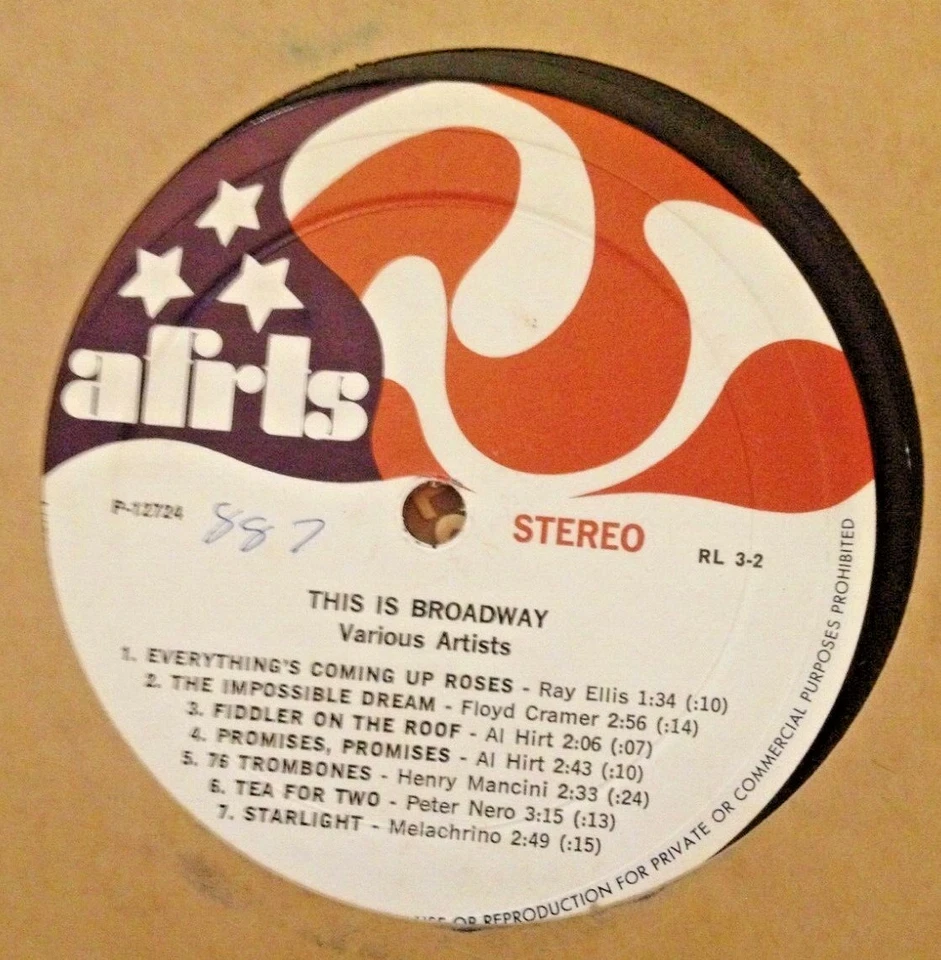 afrts
P-12724
887
STEREO
RL 3-2
THIS IS BROADWAY
Various Artists
1. EVERYTHING'S COMING UP ROSES - Ray Ellis 1:34 (:10)
2. THE IMPOSSIBLE DREAM - Floyd Cramer 2:56 (:14)
3. FIDDLER ON THE ROOF - Al Hirt 2:06 (:07)
4. PROMISES, PROMISES - Al Hirt 2:43 (:10)
5. 76 TROMBONES - Henry Mancini 2:33 (:24)
6. TEA FOR TWO - Peter Nero 3:15 (:13)
7. STARLIGHT - Melachrino 2:49 (:15)
OR REPRODUCTION FOR PRIVATE OR COMMERCIAL PURPOSES PROHIBITED